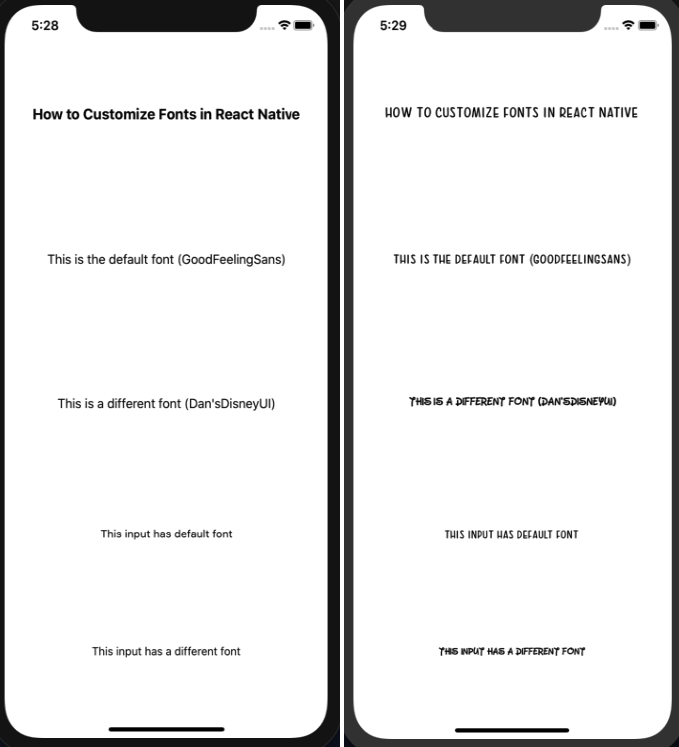 5:28
How to Customize Fonts in React Native
This is the default font (GoodFeelingSans)
This is a different font (Dan'sDisneyUI)
This input has default font
This input has a different font
5:29
HOW TO CUSTOMIZE FONTS IN REACT NATIVE
THIS IS THE DEFAULT FONT (GOODFEELINGSANS)
THIS IS A DIFFERENT FONT (DAN'SDISNEYUI)
THIS INPUT HAS DEFAULT FONT
THIS INPUT HAS A DIFFERENT FONT